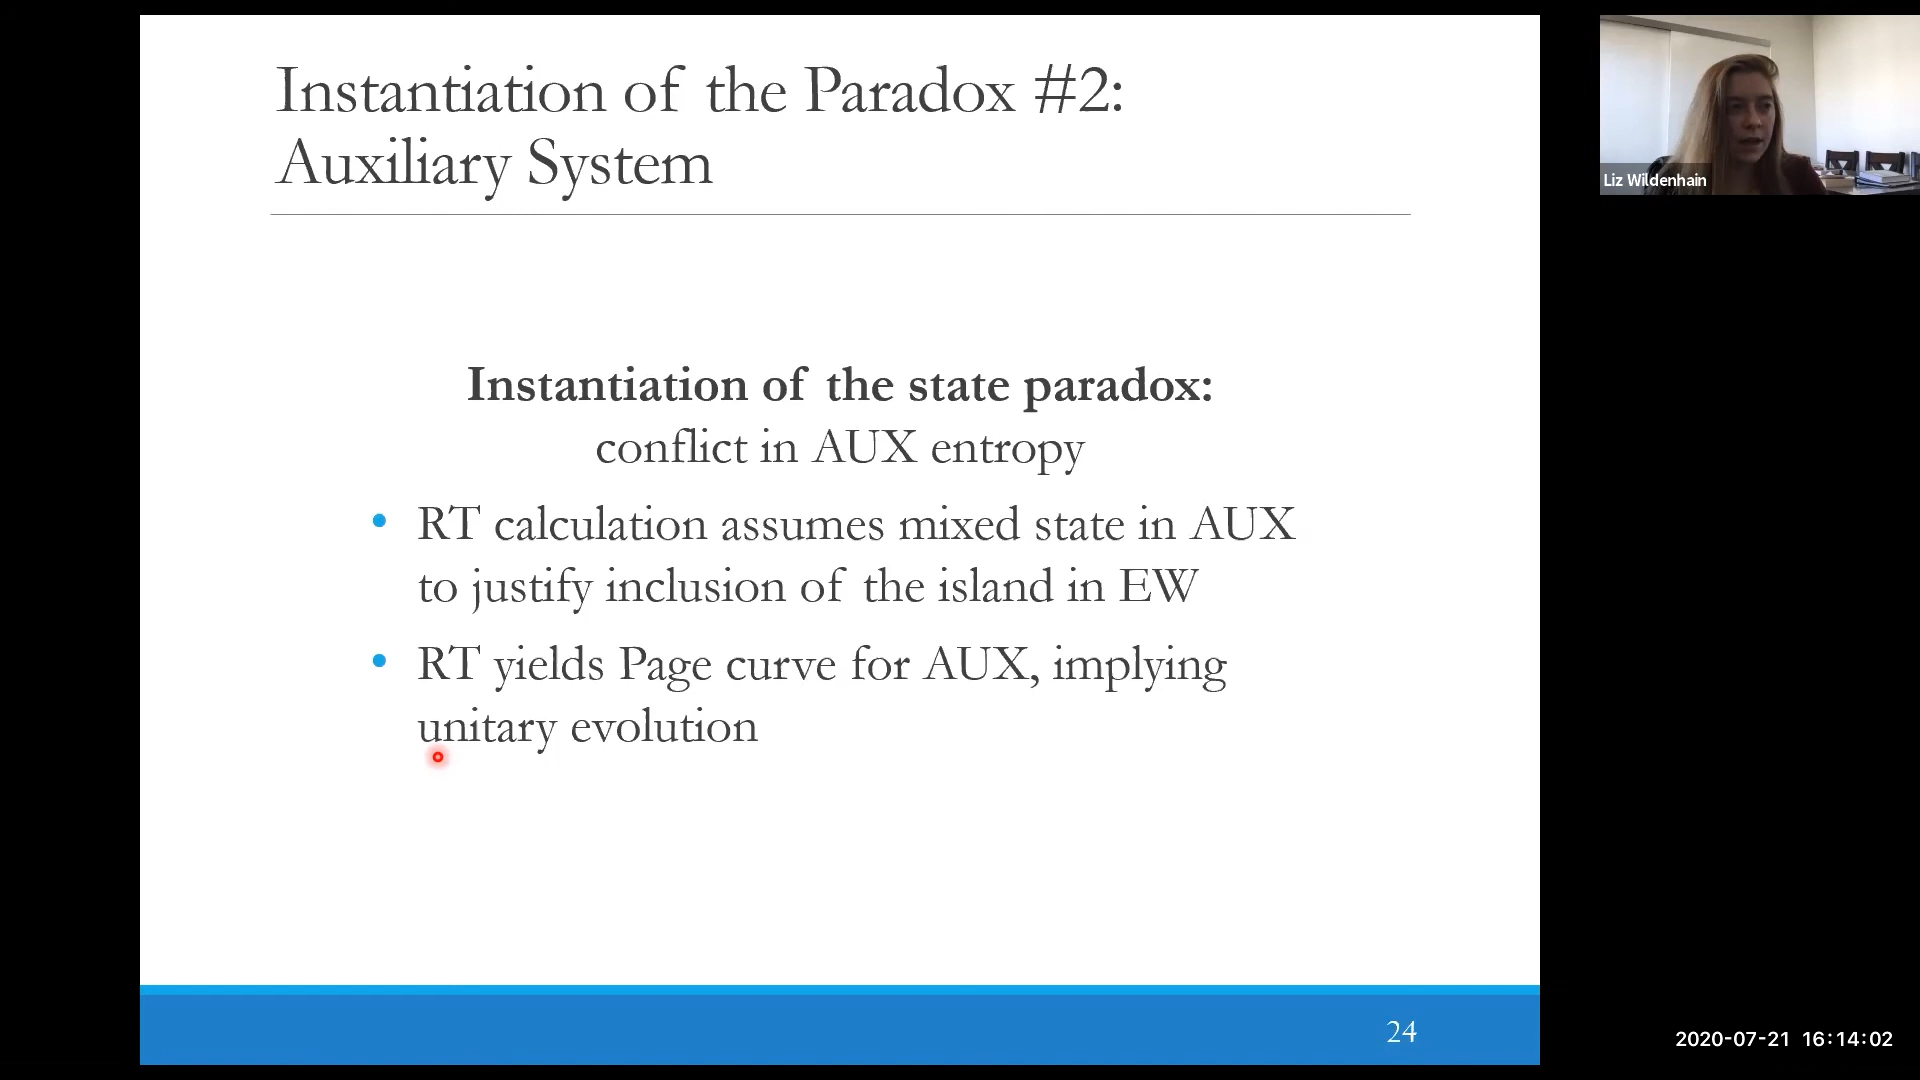 Instantiation of the Paradox #2:
Auxiliary System
Instantiation of the state paradox:
conflict in AUX entropy
• RT calculation assumes mixed state in AUX
to justify inclusion of the island in EW
• RT yields Page curve for AUX, implying
unitary evolution
24
Liz Wildenhain
2020-07-21 16:14:02